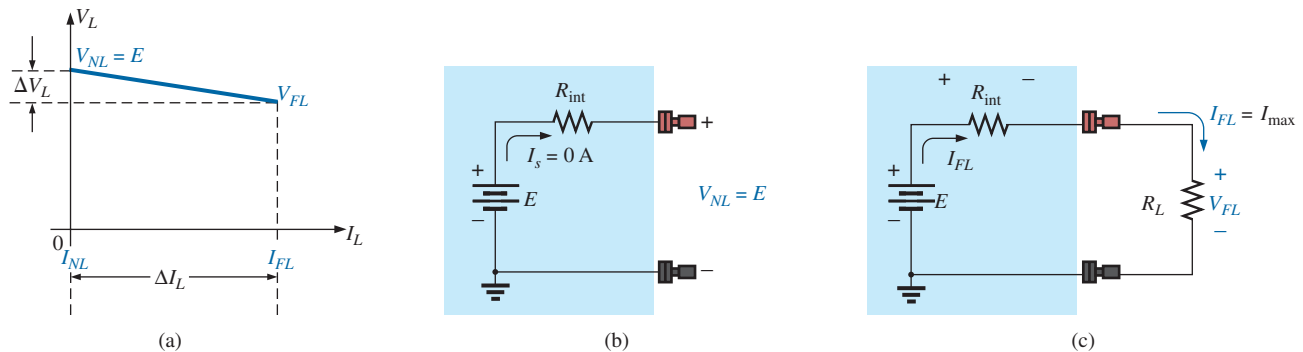 V_L
V_NL = E
ΔV_L
V_FL
0
I_L
I_NL
I_FL
ΔI_L
(a)
R_int
+
I_s = 0 A
+
E
−
V_NL = E
−
(b)
+ −
R_int
I_FL = I_max
I_FL
+
E
−
+
R_L
V_FL
−
(c)